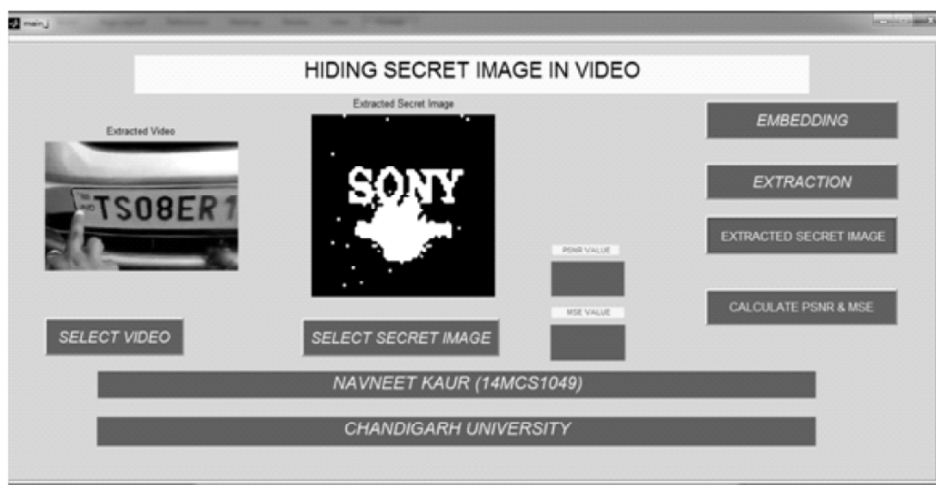 main_j
HIDING SECRET IMAGE IN VIDEO
Extracted Video
Extracted Secret Image
TS08ER1
SONY
EMBEDDING
EXTRACTION
EXTRACTED SECRET IMAGE
PSNR VALUE
MSE VALUE
CALCULATE PSNR & MSE
SELECT VIDEO
SELECT SECRET IMAGE
NAVNEET KAUR (14MCS1049)
CHANDIGARH UNIVERSITY